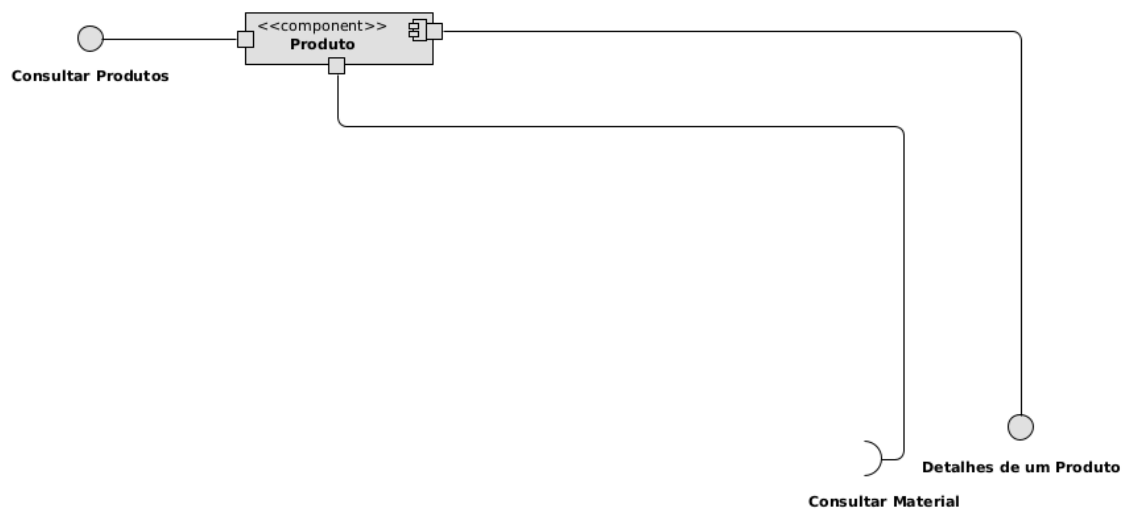 <<component>>
Produto
Consultar Produtos
Detalhes de um Produto
Consultar Material